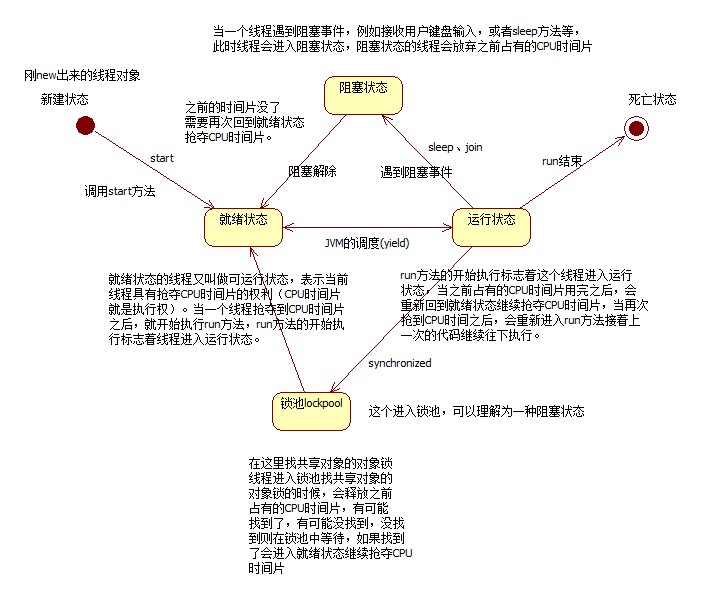 当一个线程遇到阻塞事件，例如接收用户键盘输入，或者sleep方法等，
此时线程会进入阻塞状态，阻塞状态的线程会放弃之前占有的CPU时间片
刚new出来的线程对象
新建状态
阻塞状态
死亡状态
之前的时间片没了
需要再次回到就绪状态
抢夺CPU时间片。
start
sleep、join
run结束
阻塞解除
遇到阻塞事件
调用start方法
就绪状态
运行状态
JVM的调度(yield)
就绪状态的线程又叫做可运行状态，表示当前
线程具有抢夺CPU时间片的权利（CPU时间片
就是执行权）。当一个线程抢夺到CPU时间片
之后，就开始执行run方法，run方法的开始执
行标志着线程进入运行状态。
run方法的开始执行标志着这个线程进入运行
状态，当之前占有的CPU时间片用完之后，会
重新回到就绪状态继续抢夺CPU时间片，当再次
抢到CPU时间之后，会重新进入run方法接着上
一次的代码继续往下执行。
synchronized
锁池lockpool
这个进入锁池，可以理解为一种阻塞状态
在这里找共享对象的对象锁
线程进入锁池找共享对象的
对象锁的时候，会释放之前
占有的CPU时间片，有可能
找到了，有可能没找到，没找
到则在锁池中等待，如果找到
了会进入就绪状态继续抢夺CPU
时间片